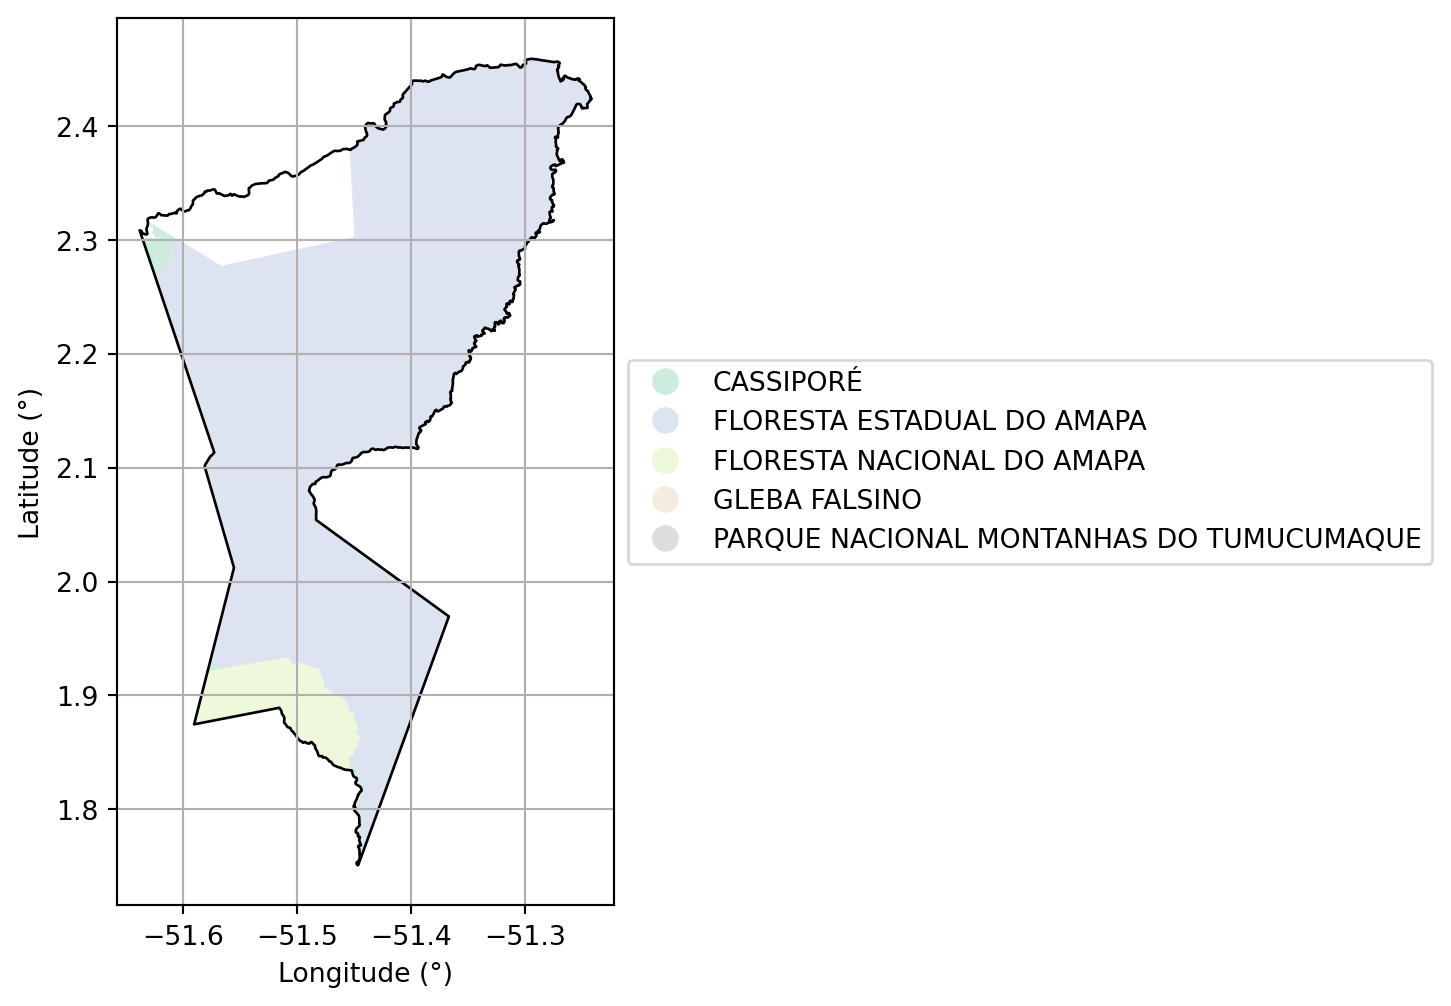 2.4
2.3
2.2
2.1
2.0
1.9
1.8
Latitude (°)
−51.6 −51.5 −51.4 −51.3
Longitude (°)
CASSIPORÉ
FLORESTA ESTADUAL DO AMAPA
FLORESTA NACIONAL DO AMAPA
GLEBA FALSINO
PARQUE NACIONAL MONTANHAS DO TUMUCUMAQUE